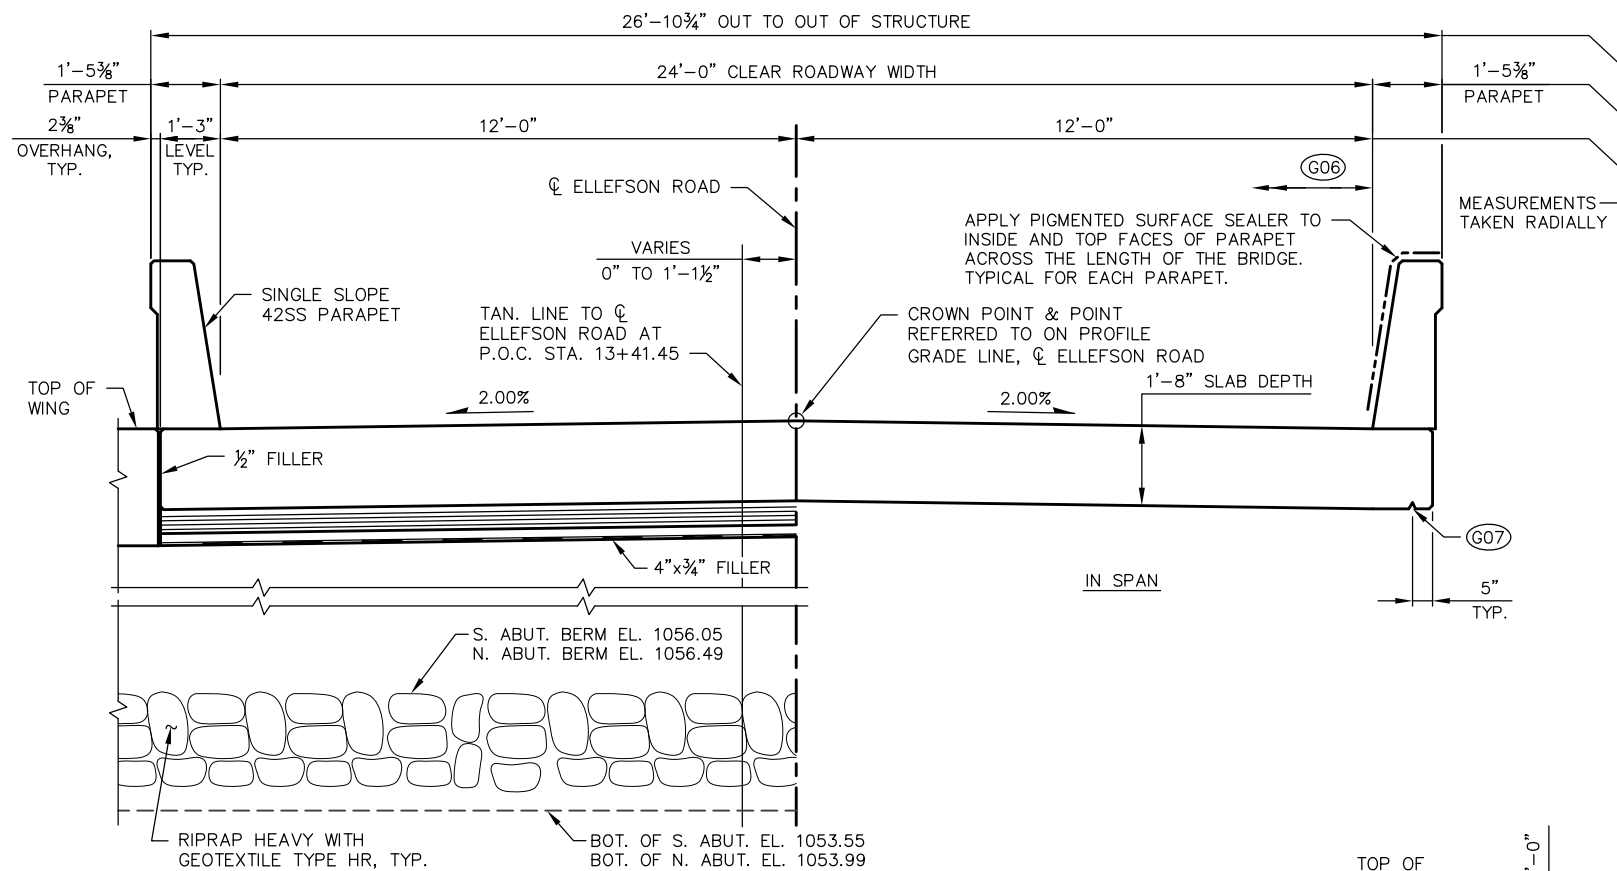 26'-10¾" OUT TO OUT OF STRUCTURE
1'-5⅜"
PARAPET
24'-0" CLEAR ROADWAY WIDTH
1'-5⅜"
PARAPET
2⅜"
OVERHANG,
TYP.
1'-3"
LEVEL
TYP.
12'-0"
12'-0"
℄ ELLEFSON ROAD
G06
MEASUREMENTS
TAKEN RADIALLY
APPLY PIGMENTED SURFACE SEALER TO
INSIDE AND TOP FACES OF PARAPET
ACROSS THE LENGTH OF THE BRIDGE.
TYPICAL FOR EACH PARAPET.
VARIES
0" TO 1'-1½"
SINGLE SLOPE
42SS PARAPET
TAN. LINE TO ℄
ELLEFSON ROAD AT
P.O.C. STA. 13+41.45
CROWN POINT & POINT
REFERRED TO ON PROFILE
GRADE LINE, ℄ ELLEFSON ROAD
TOP OF
WING
2.00%
2.00%
1'-8" SLAB DEPTH
½" FILLER
G07
4"x¾" FILLER
IN SPAN
5"
TYP.
S. ABUT. BERM EL. 1056.05
N. ABUT. BERM EL. 1056.49
RIPRAP HEAVY WITH
GEOTEXTILE TYPE HR, TYP.
BOT. OF S. ABUT. EL. 1053.55
BOT. OF N. ABUT. EL. 1053.99
TOP OF